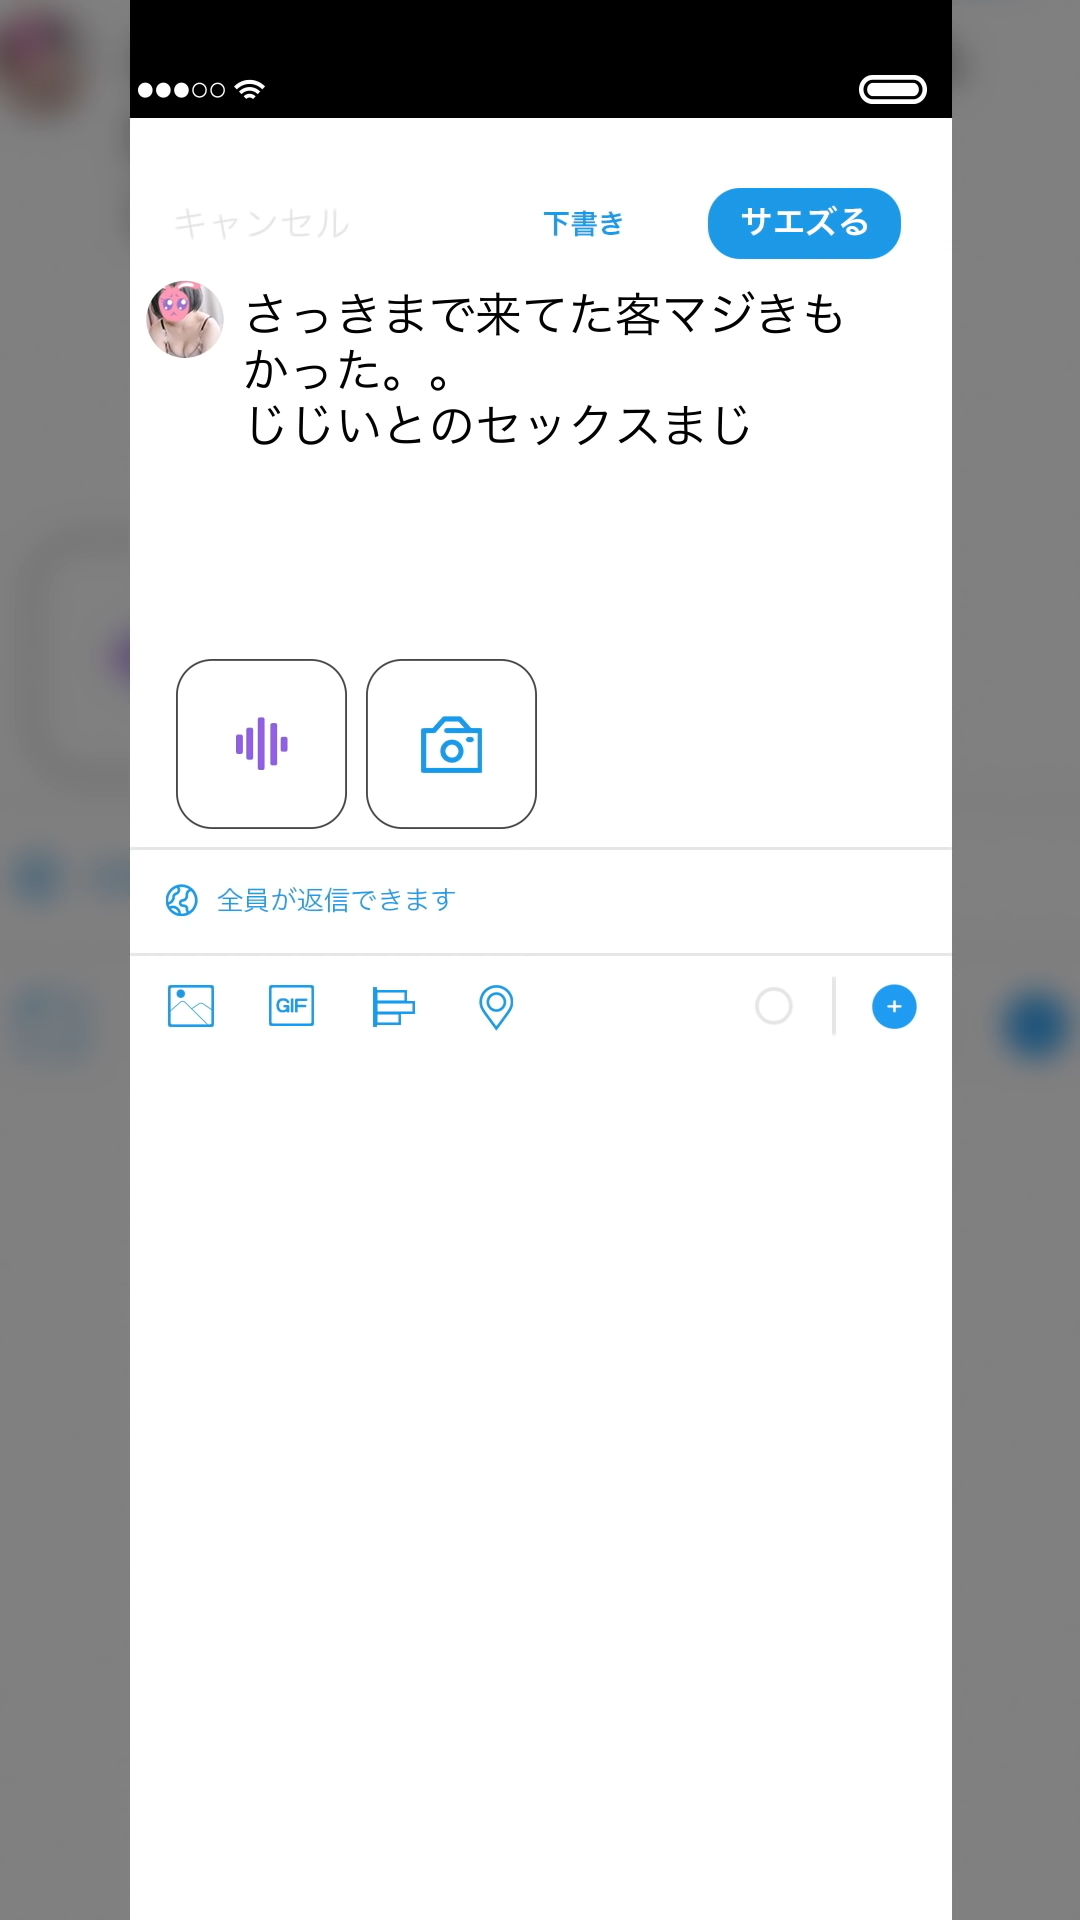 キャンセル
下書き
サエズる
さっきまで来てた客マジきも
かった。。
じじいとのセックスまじ
全員が返信できます
GIF